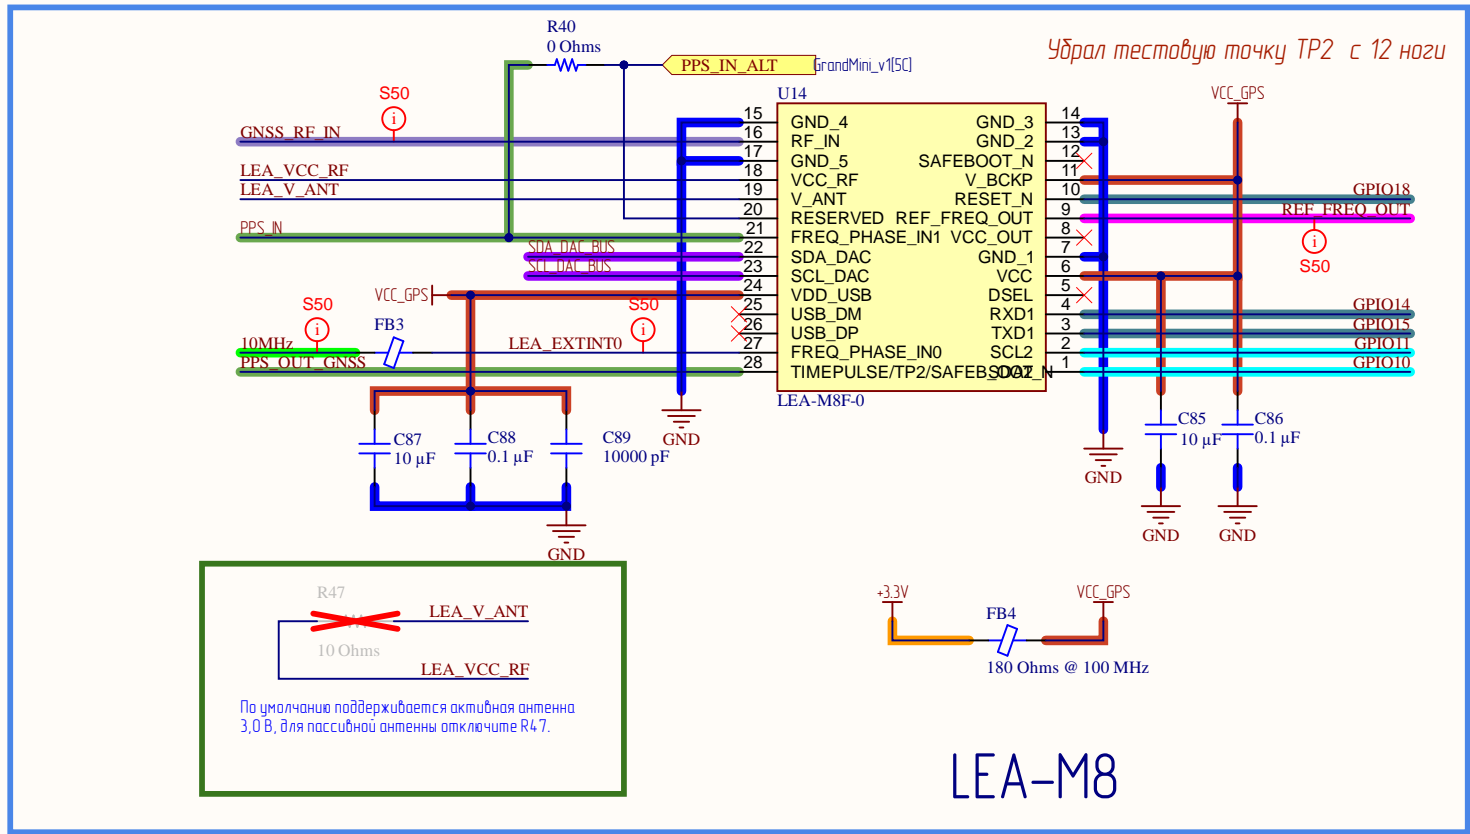 R40
0 Ohms
PPS_IN_ALT
GrandMini_v1[5C]
Убрал тестовую точку TP2 с 12 ноги
U14
VCC_GPS
S50
i
GNSS_RF_IN
LEA_VCC_RF
LEA_V_ANT
PPS_IN
SDA_DAC_BUS
SCL_DAC_BUS
VCC_GPS
S50
i
S50
i
FB3
10MHz
LEA_EXTINT0
PPS_OUT_GNSS
15 GND_4 GND_3 14
16 RF_IN GND_2 13
17 GND_5 SAFEBOOT_N 12
18 VCC_RF V_BCKP 11
19 V_ANT RESET_N 10 GPIO18
20 RESERVED REF_FREQ_OUT 9 REF_FREQ_OUT
21 FREQ_PHASE_IN1 VCC_OUT 8
22 SDA_DAC GND_1 7
23 SCL_DAC VCC 6
24 VDD_USB DSEL 5
25 USB_DM RXD1 4 GPIO14
26 USB_DP TXD1 3 GPIO15
27 FREQ_PHASE_IN0 SCL2 2 GPIO11
28 TIMEPULSE/TP2/SAFEBOOT_N SDA2 1 GPIO10
i
S50
LEA-M8F-0
C87
10 µF
C88
0.1 µF
C89
10000 pF
GND
GND
GND
C85
10 µF
C86
0.1 µF
GND
GND
R47
LEA_V_ANT
10 Ohms
LEA_VCC_RF
По умолчанию поддерживается активная антенна
3,0 В, для пассивной антенны отключите R47.
+3.3V
VCC_GPS
FB4
180 Ohms @ 100 MHz
LEA-M8